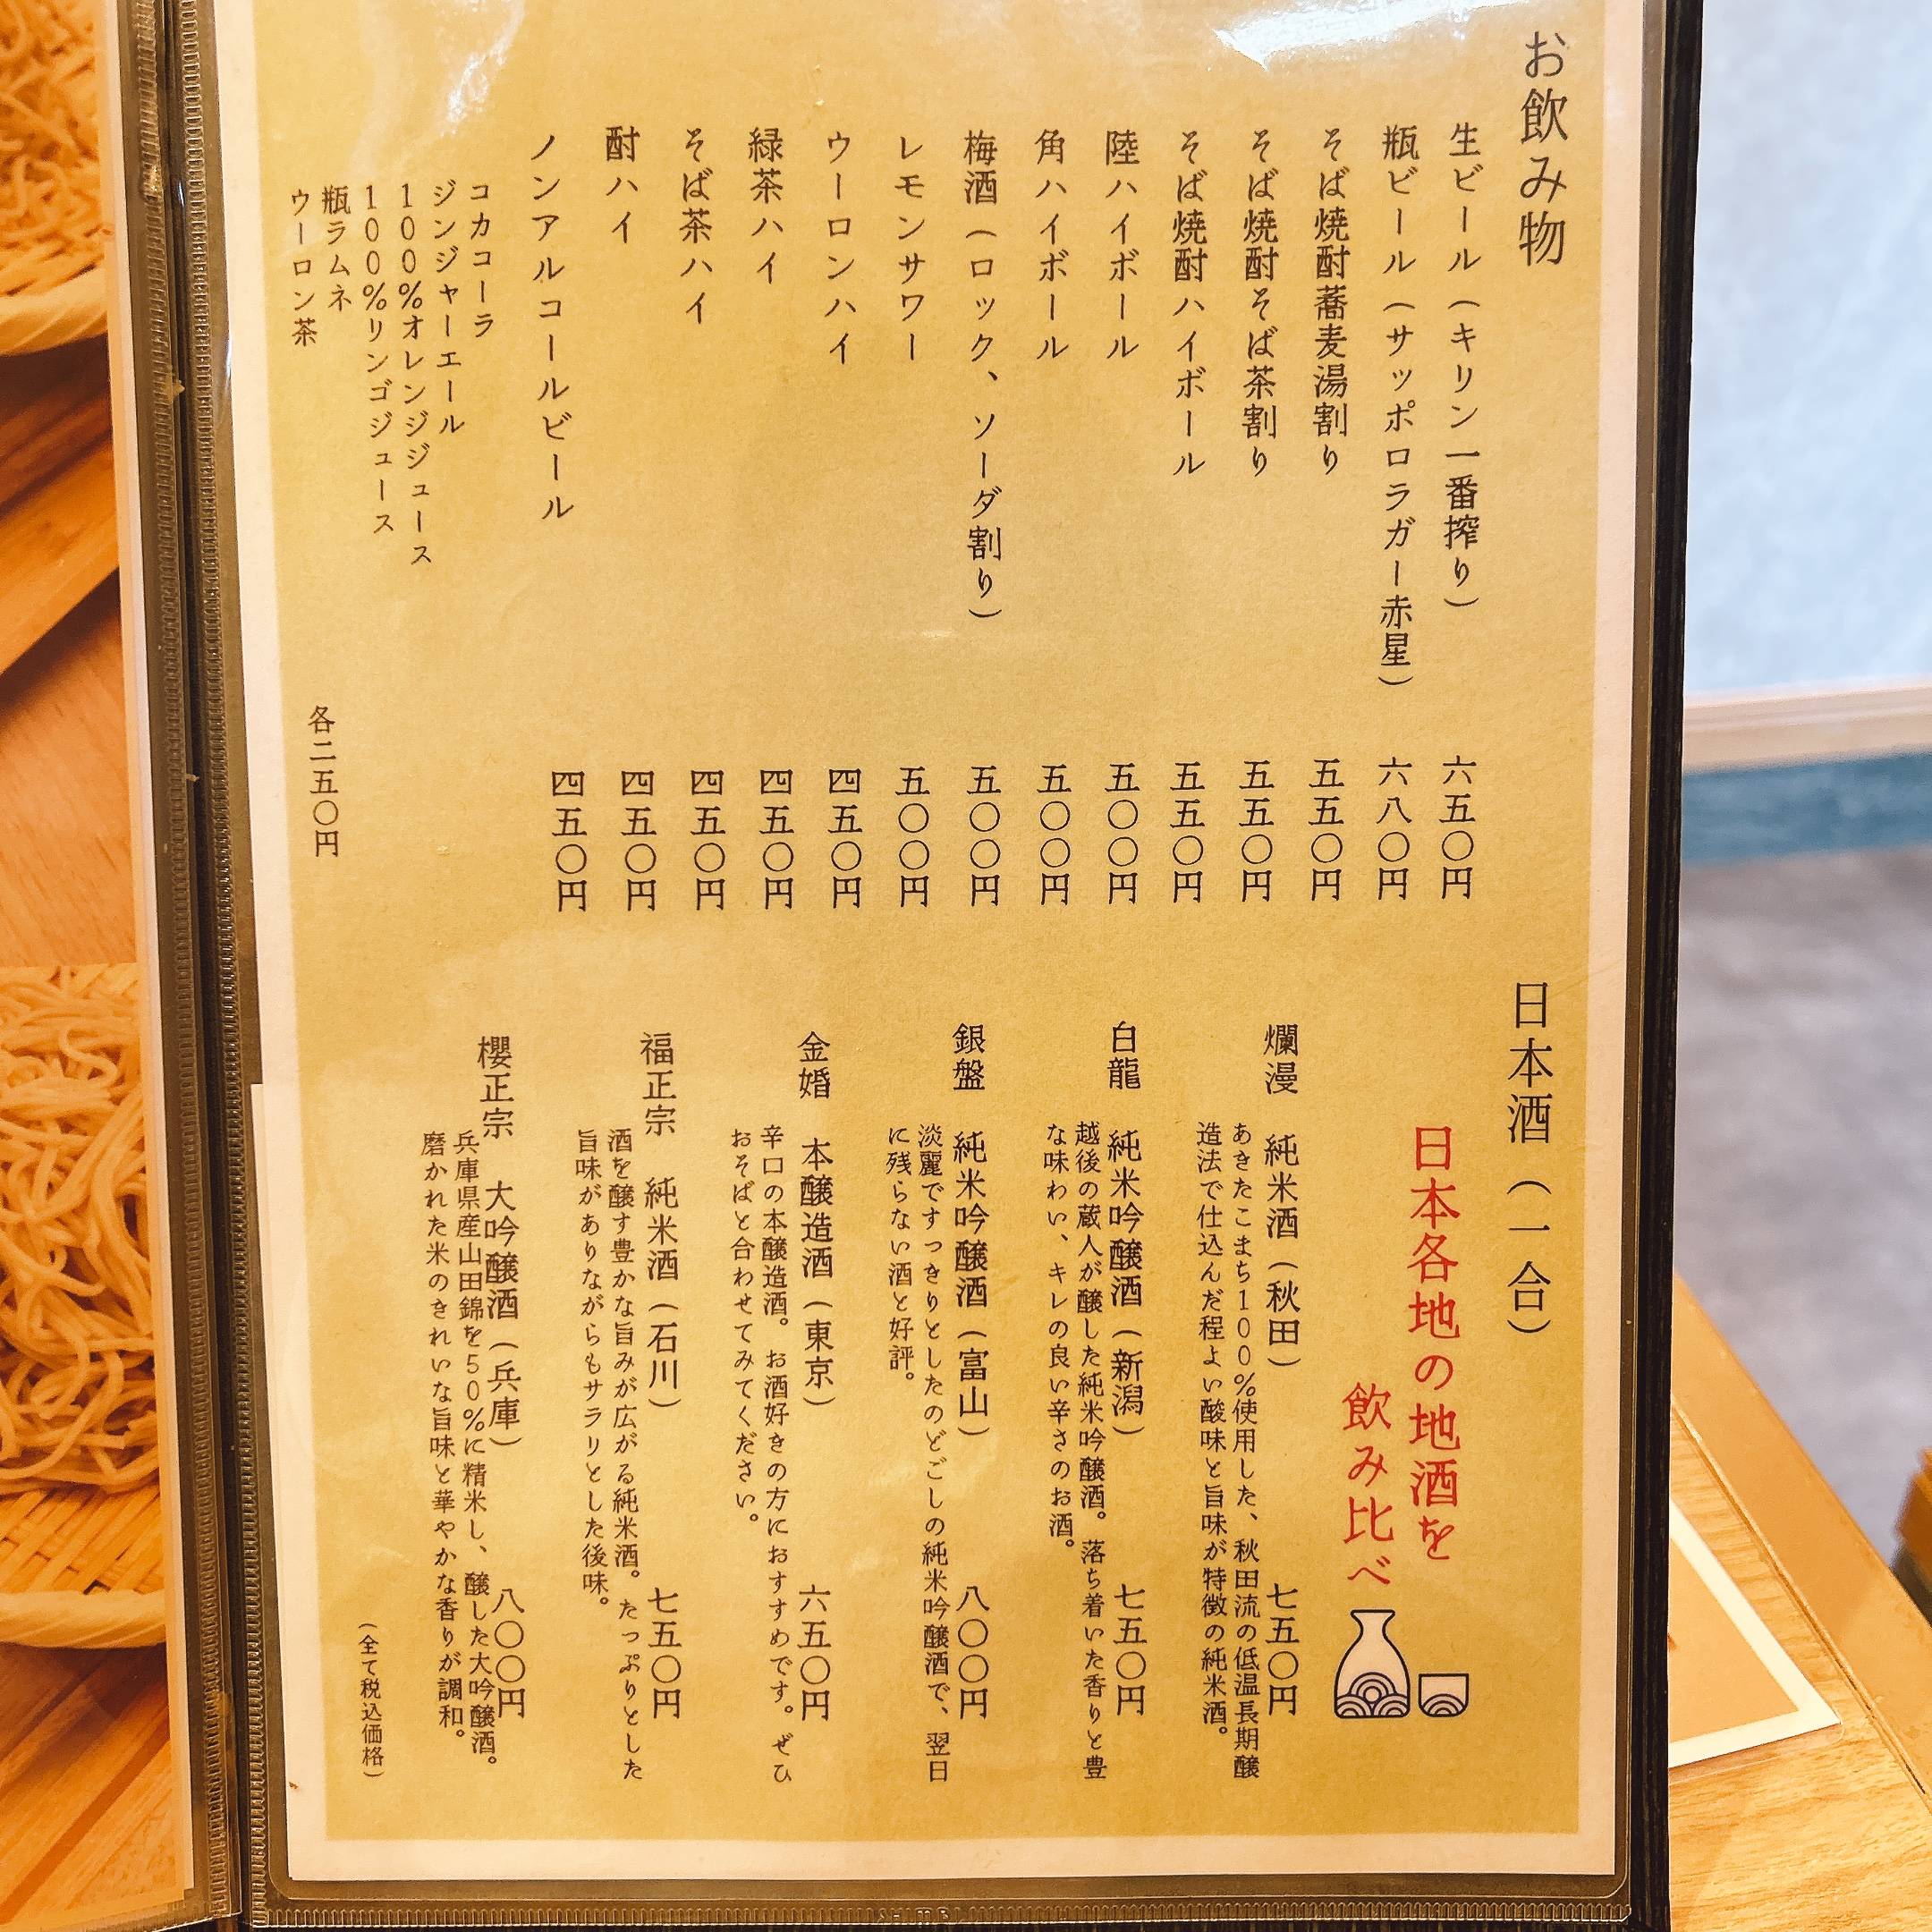 お飲み物
生ビール（キリン一番搾り） 六五〇円
瓶ビール（サッポロラガー赤星） 六八〇円
そば焼酎蕎麦湯割り 五五〇円
そば焼酎そば茶割り 五五〇円
そば焼酎ハイボール 五五〇円
陸ハイボール 五〇〇円
角ハイボール 五〇〇円
梅酒（ロック、ソーダ割り） 五〇〇円
レモンサワー 五〇〇円
ウーロンハイ 四五〇円
緑茶ハイ 四五〇円
そば茶ハイ 四五〇円
酎ハイ 四五〇円
ノンアルコールビール 四五〇円
コカコーラ
ジンジャーエール
100%オレンジジュース
100%リンゴジュース
瓶ラムネ
ウーロン茶
各二五〇円
日本酒（一合）
日本各地の地酒を
飲み比べ
爛漫 純米酒（秋田） 七五〇円
あきたこまち100%使用した、秋田流の低温長期醸
造法で仕込んだ程よい酸味と旨味が特徴の純米酒。
白龍 純米吟醸酒（新潟） 七五〇円
越後の蔵人が醸した純米吟醸酒。落ち着いた香りと豊
な味わい、キレの良い辛さのお酒。
銀盤 純米吟醸酒（富山） 八〇〇円
淡麗ですっきりとしたのどごしの純米吟醸酒で、翌日
に残らない酒と好評。
金婚 本醸造酒（東京） 六五〇円
辛口の本醸造酒。お酒好きの方におすすめです。ぜひ
おそばと合わせてみてください。
福正宗 純米酒（石川） 七五〇円
酒を醸す豊かな旨みが広がる純米酒。たっぷりとした
旨味がありながらもサラリとした後味。
櫻正宗 大吟醸酒（兵庫） 八〇〇円
兵庫県産山田錦を50%に精米し、醸した大吟醸酒。
磨かれた米のきれいな旨味と華やかな香りが調和。
（全て税込価格）